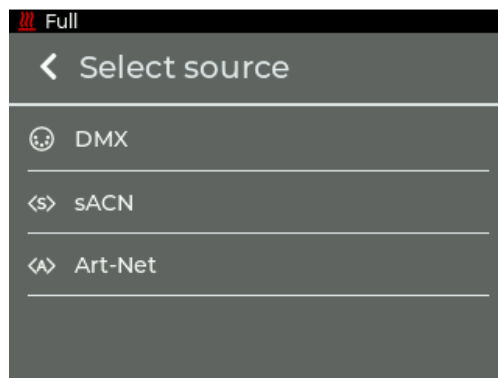 Full
Select source
DMX
<S> sACN
<A> Art-Net